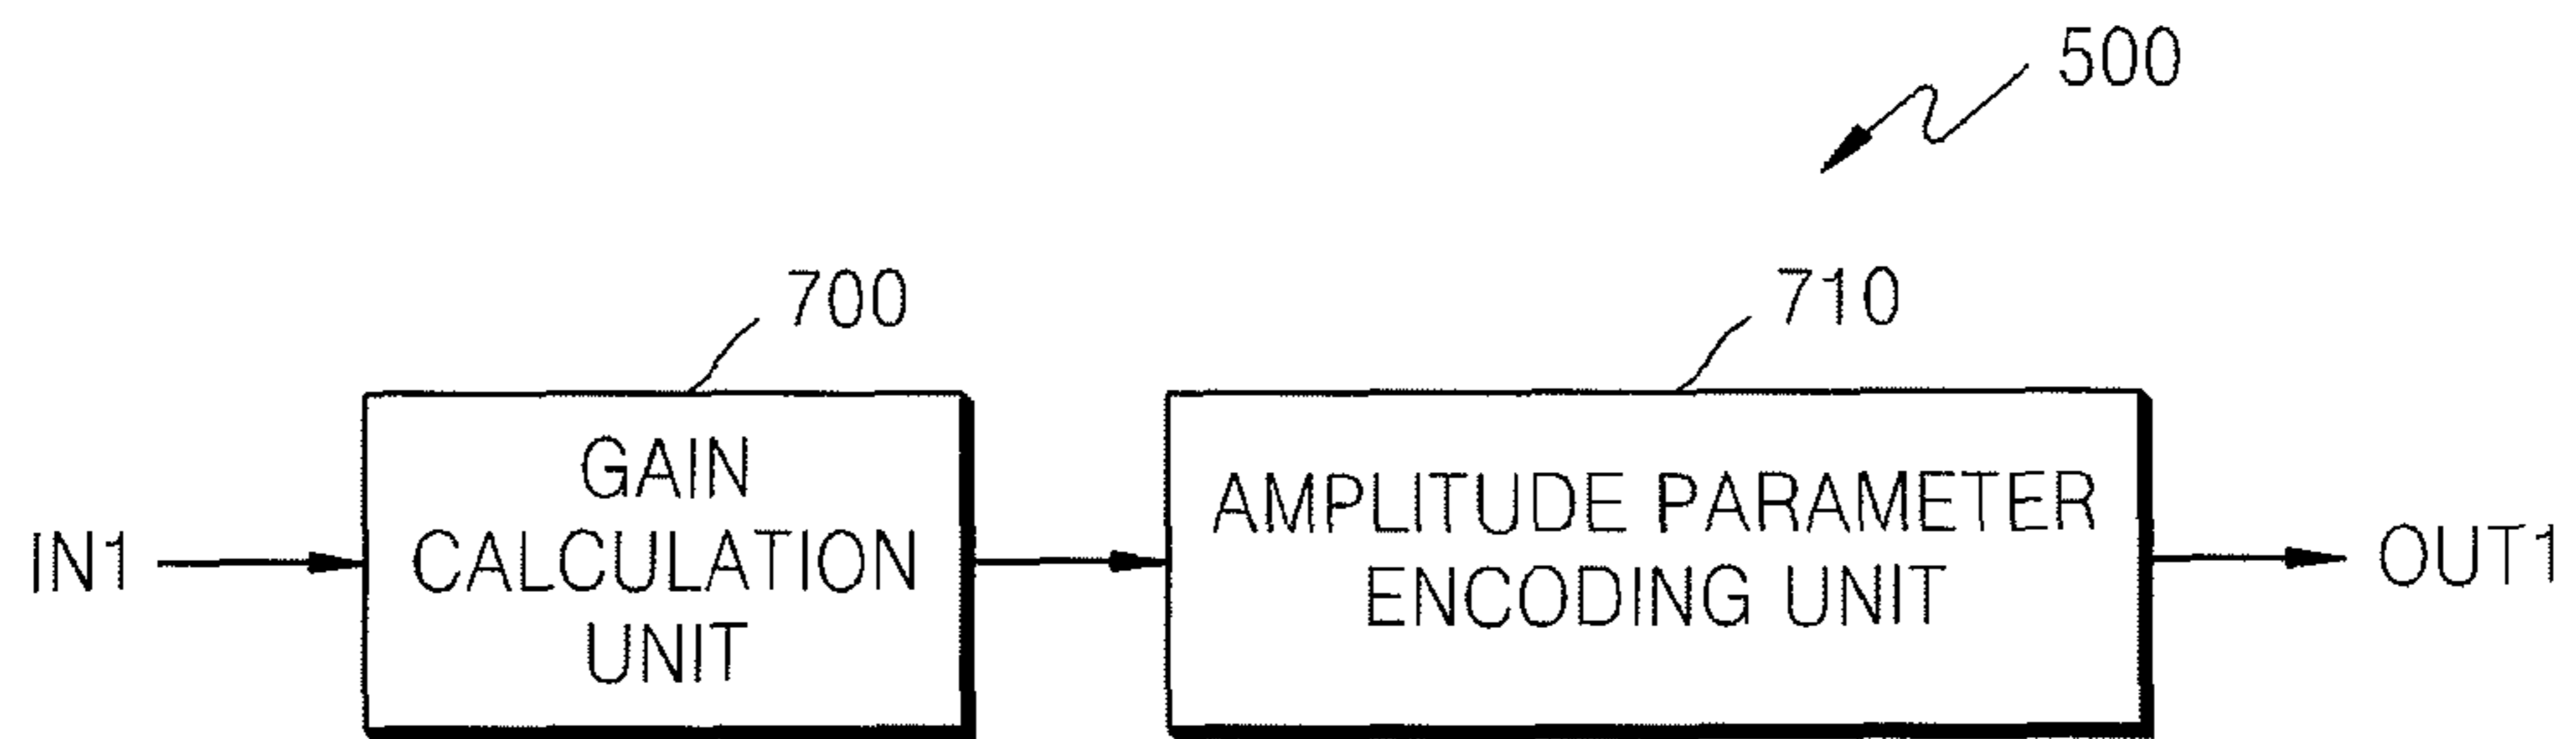 500
700
710
GAIN
CALCULATION
UNIT
AMPLITUDE PARAMETER
ENCODING UNIT
IN1
OUT1